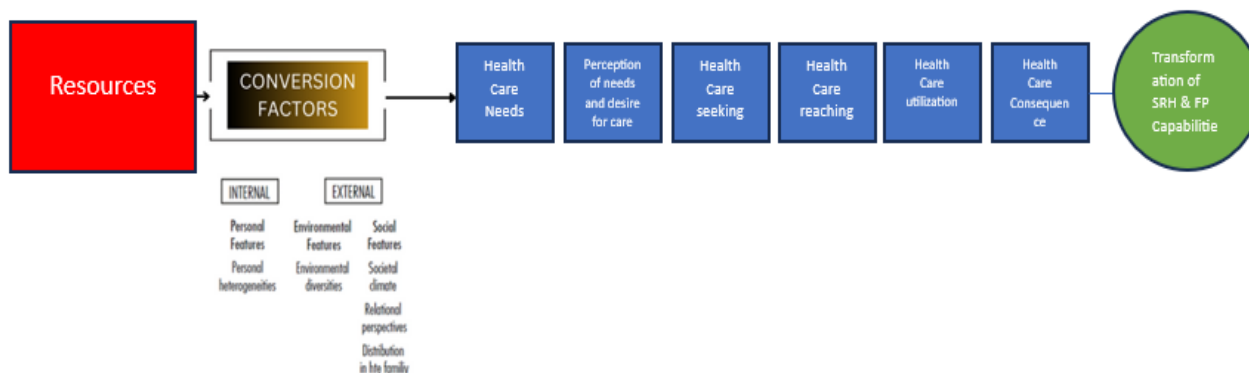 Resources
CONVERSION
FACTORS
Health
Care
Needs
Perception
of needs
and desire
for care
Health
Care
seeking
Health
Care
reaching
Health
Care
utilization
Health
Care
Consequen
ce
Transform
ation of
SRH & FP
Capabilitie
INTERNAL
Personal
Features
Personal
heterogeneities
EXTERNAL
Environmental
Features
Environmental
diversities
Social
Features
Societal
climate
Relational
perspectives
Distribution
in hte familiy